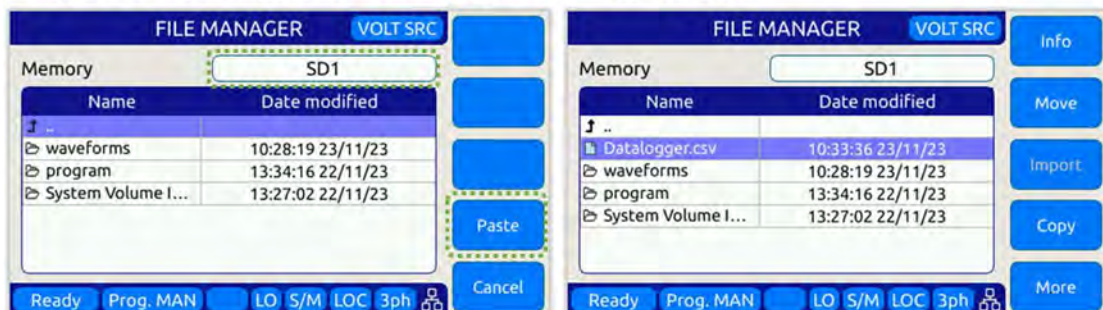 FILE MANAGER VOLT SRC
Memory SD1
Name Date modified
..
waveforms 10:28:19 23/11/23
program 13:34:16 22/11/23
System Volume I... 13:27:02 22/11/23
Paste
Cancel
Ready Prog. MAN LO S/M LOC 3ph
FILE MANAGER VOLT SRC
Memory SD1
Name Date modified
..
Datalogger.csv 10:33:36 23/11/23
waveforms 10:28:19 23/11/23
program 13:34:16 22/11/23
System Volume I... 13:27:02 22/11/23
Info
Move
Import
Copy
More
Ready Prog. MAN LO S/M LOC 3ph